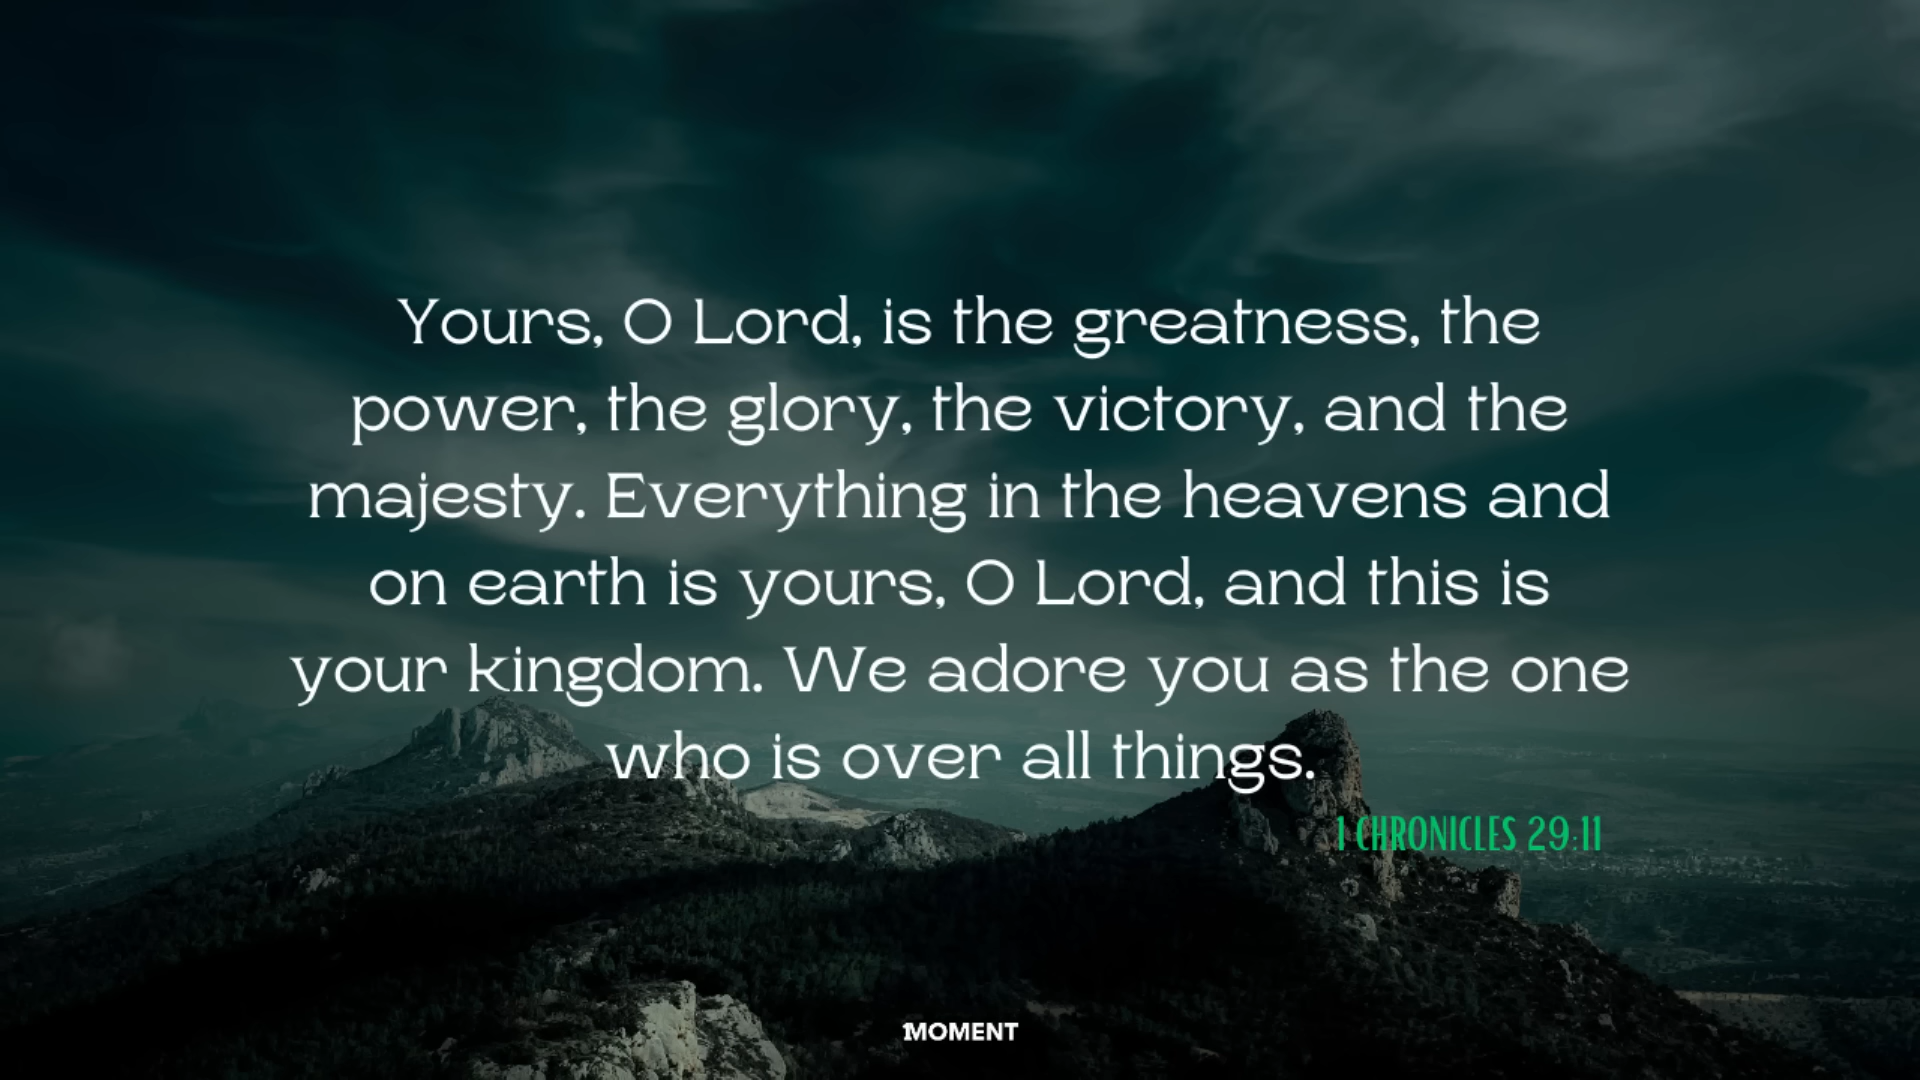 Yours, O Lord, is the greatness, the
power, the glory, the victory, and the
majesty. Everything in the heavens and
on earth is yours, O Lord, and this is
your kingdom. We adore you as the one
who is over all things.
1 CHRONICLES 29:11
1MOMENT